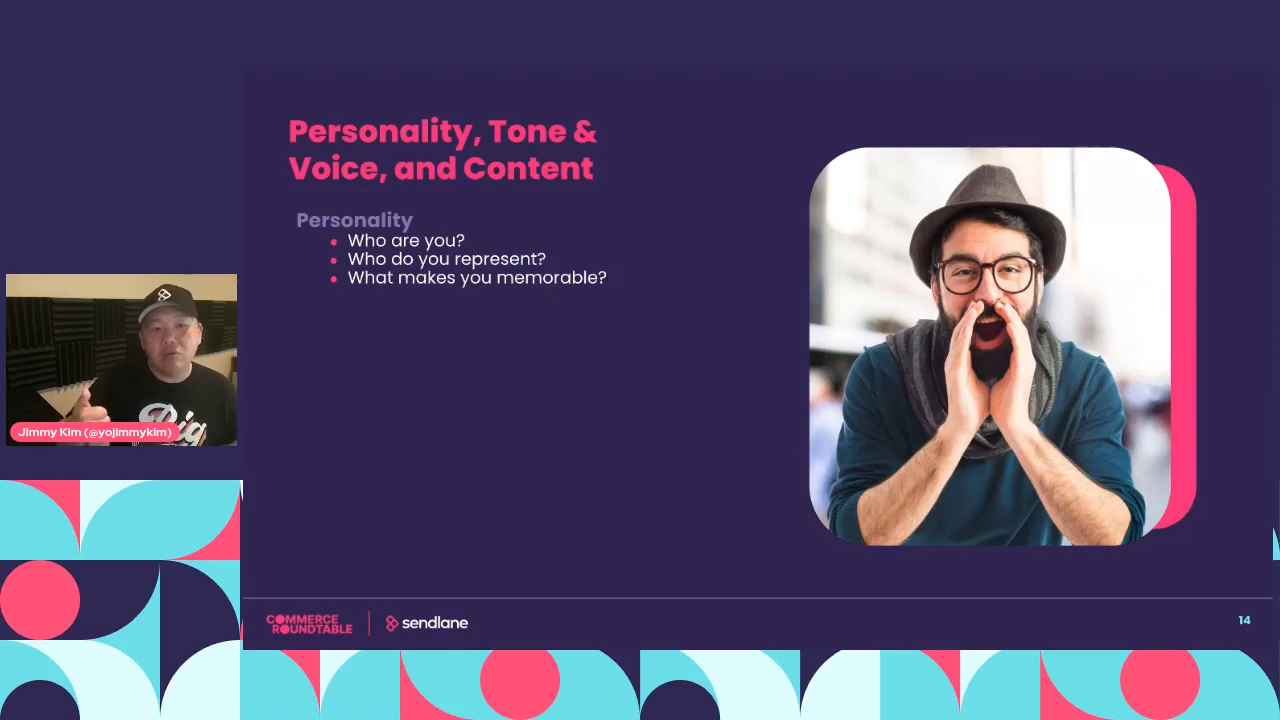 Personality, Tone &
Voice, and Content
Personality
• Who are you?
• Who do you represent?
• What makes you memorable?
Big
Jimmy Kim (@yojimmykim)
COMMERCE
ROUNDTABLE
sendlane
14